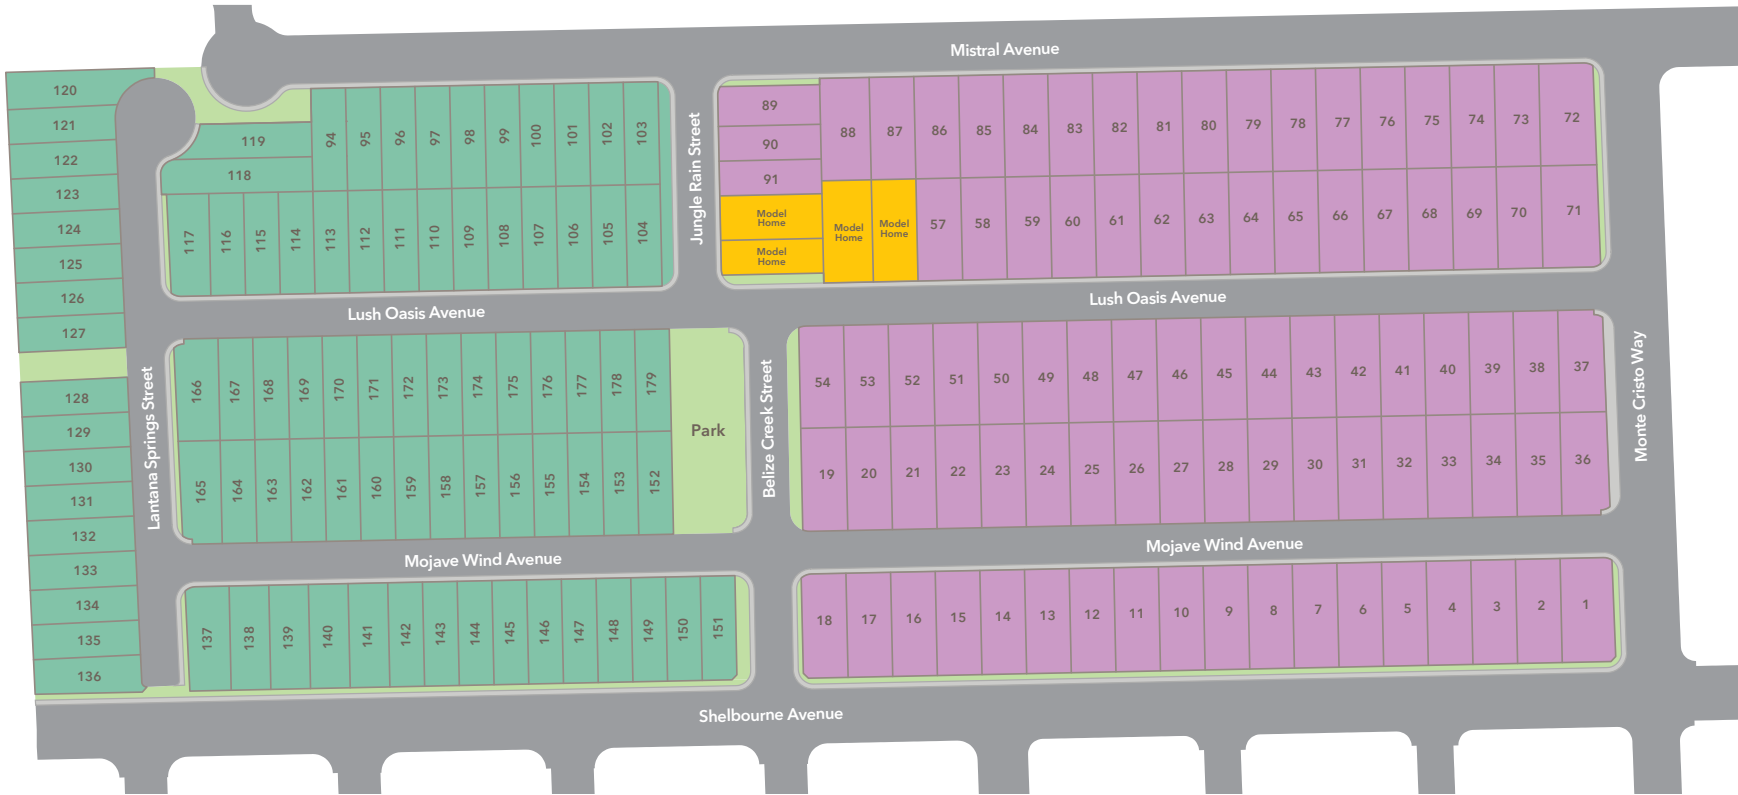 Mistral Avenue
120
121
122
123
124
125
126
127
128
129
130
131
132
133
134
135
136
119
118
94 95 96 97 98 99 100 101 102 103
117 116 115 114 113 112 111 110 109 108 107 106 105 104
Jungle Rain Street
89
90
91
Model
Home
Model
Home
Model
Home
Model
Home
88 87 86 85 84 83 82 81 80 79 78 77 76 75 74 73 72
57 58 59 60 61 62 63 64 65 66 67 68 69 70 71
Lush Oasis Avenue
Lush Oasis Avenue
Lantana Springs Street
166 167 168 169 170 171 172 173 174 175 176 177 178 179
165 164 163 162 161 160 159 158 157 156 155 154 153 152
Park
Belize Creek Street
54 53 52 51 50 49 48 47 46 45 44 43 42 41 40 39 38 37
19 20 21 22 23 24 25 26 27 28 29 30 31 32 33 34 35 36
Monte Cristo Way
Mojave Wind Avenue
Mojave Wind Avenue
137 138 139 140 141 142 143 144 145 146 147 148 149 150 151
18 17 16 15 14 13 12 11 10 9 8 7 6 5 4 3 2 1
Shelbourne Avenue